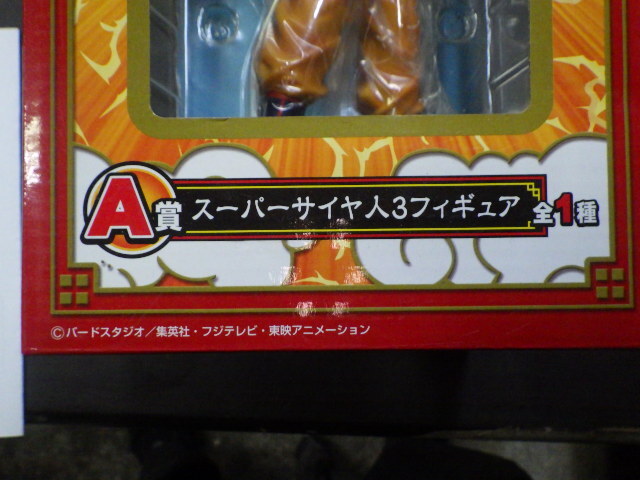 A賞 スーパーサイヤ人3フィギュア 全1種
©バードスタジオ／集英社・フジテレビ・東映アニメーション